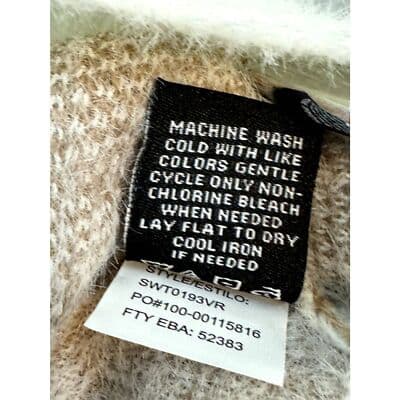 MACHINE WASH
COLD WITH LIKE
COLORS GENTLE
CYCLE ONLY NON-
CHLORINE BLEACH
WHEN NEEDED
LAY FLAT TO DRY
COOL IRON
IF NEEDED
STYLE/ESTILO:
SWT0193VR
PO#100-00115816
FTY EBA: 52383